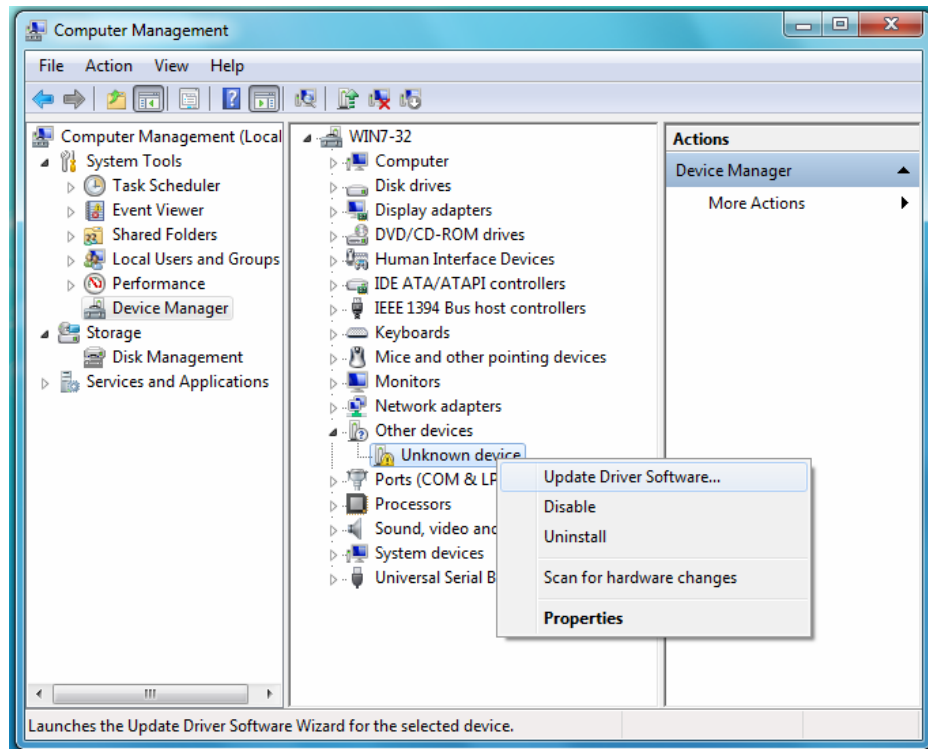 Computer Management
File Action View Help
Computer Management (Local
System Tools
Task Scheduler
Event Viewer
Shared Folders
Local Users and Groups
Performance
Device Manager
Storage
Disk Management
Services and Applications
WIN7-32
Computer
Disk drives
Display adapters
DVD/CD-ROM drives
Human Interface Devices
IDE ATA/ATAPI controllers
IEEE 1394 Bus host controllers
Keyboards
Mice and other pointing devices
Monitors
Network adapters
Other devices
Unknown device
Ports (COM & LP
Processors
Sound, video and
System devices
Universal Serial B
Update Driver Software...
Disable
Uninstall
Scan for hardware changes
Properties
Actions
Device Manager
More Actions
Launches the Update Driver Software Wizard for the selected device.